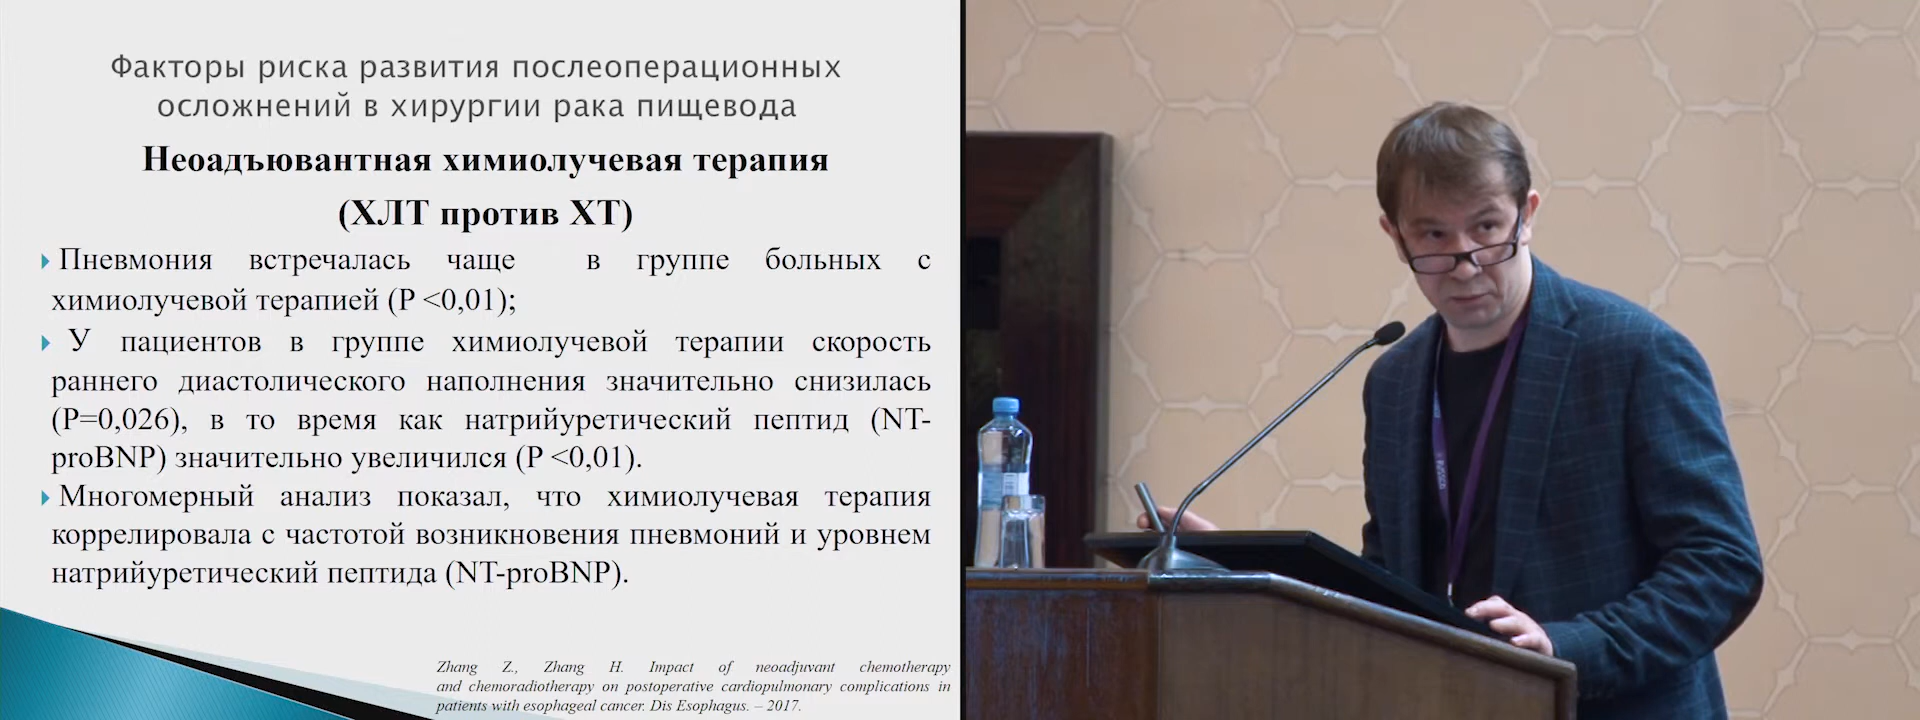 Факторы риска развития послеоперационных
осложнений в хирургии рака пищевода
Неоадъювантная химиолучевая терапия
(ХЛТ против ХТ)
Пневмония встречалась чаще в группе больных с
химиолучевой терапией (P <0,01);
У пациентов в группе химиолучевой терапии скорость
раннего диастолического наполнения значительно снизилась
(P=0,026), в то время как натрийуретический пептид (NT-
proBNP) значительно увеличился (P <0,01).
Многомерный анализ показал, что химиолучевая терапия
коррелировала с частотой возникновения пневмоний и уровнем
натрийуретический пептида (NT-proBNP).
Zhang Z., Zhang H. Impact of neoadjuvant chemotherapy
and chemoradiotherapy on postoperative cardiopulmonary complications in
patients with esophageal cancer. Dis Esophagus. – 2017.